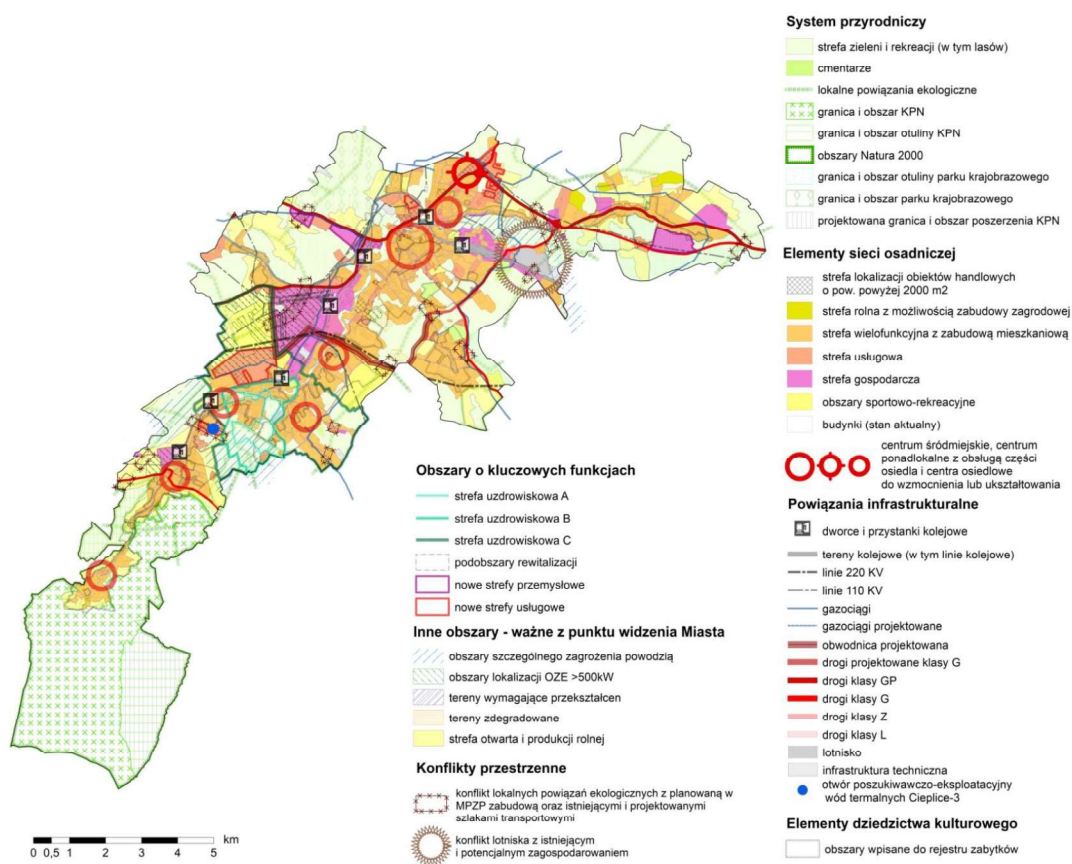 System przyrodniczy
strefa zieleni i rekreacji (w tym lasów)
cmentarze
lokalne powiązania ekologiczne
granica i obszar KPN
granica i obszar otuliny KPN
obszary Natura 2000
granica i obszar otuliny parku krajobrazowego
granica i obszar parku krajobrazowego
projektowana granica i obszar poszerzenia KPN
Elementy sieci osadniczej
strefa lokalizacji obiektów handlowych
o pow. powyżej 2000 m2
strefa rolna z możliwością zabudowy zagrodowej
strefa wielofunkcyjna z zabudową mieszkaniową
strefa usługowa
strefa gospodarcza
obszary sportowo-rekreacyjne
budynki (stan aktualny)
centrum śródmiejskie, centrum
ponadlokalne z obsługą części
osiedla i centra osiedlowe
do wzmocnienia lub ukształtowania
Powiązania infrastrukturalne
dworce i przystanki kolejowe
tereny kolejowe (w tym linie kolejowe)
linie 220 KV
linie 110 KV
gazociągi
gazociągi projektowane
obwodnica projektowana
drogi projektowane klasy G
drogi klasy GP
drogi klasy G
drogi klasy Z
drogi klasy L
lotnisko
infrastruktura techniczna
otwór poszukiwawczo-eksploatacyjny
wód termalnych Cieplice-3
Elementy dziedzictwa kulturowego
obszary wpisane do rejestru zabytków
Obszary o kluczowych funkcjach
strefa uzdrowiskowa A
strefa uzdrowiskowa B
strefa uzdrowiskowa C
podobszary rewitalizacji
nowe strefy przemysłowe
nowe strefy usługowe
Inne obszary - ważne z punktu widzenia Miasta
obszary szczególnego zagrożenia powodzią
obszary lokalizacji OZE >500kW
tereny wymagające przekształceń
tereny zdegradowane
strefa otwarta i produkcji rolnej
Konflikty przestrzenne
konflikt lokalnych powiązań ekologicznych z planowaną w
MPZP zabudową oraz istniejącymi i projektowanymi
szlakami transportowymi
konflikt lotniska z istniejącym
i potencjalnym zagospodarowaniem
km
0 0,5 1 2 3 4 5